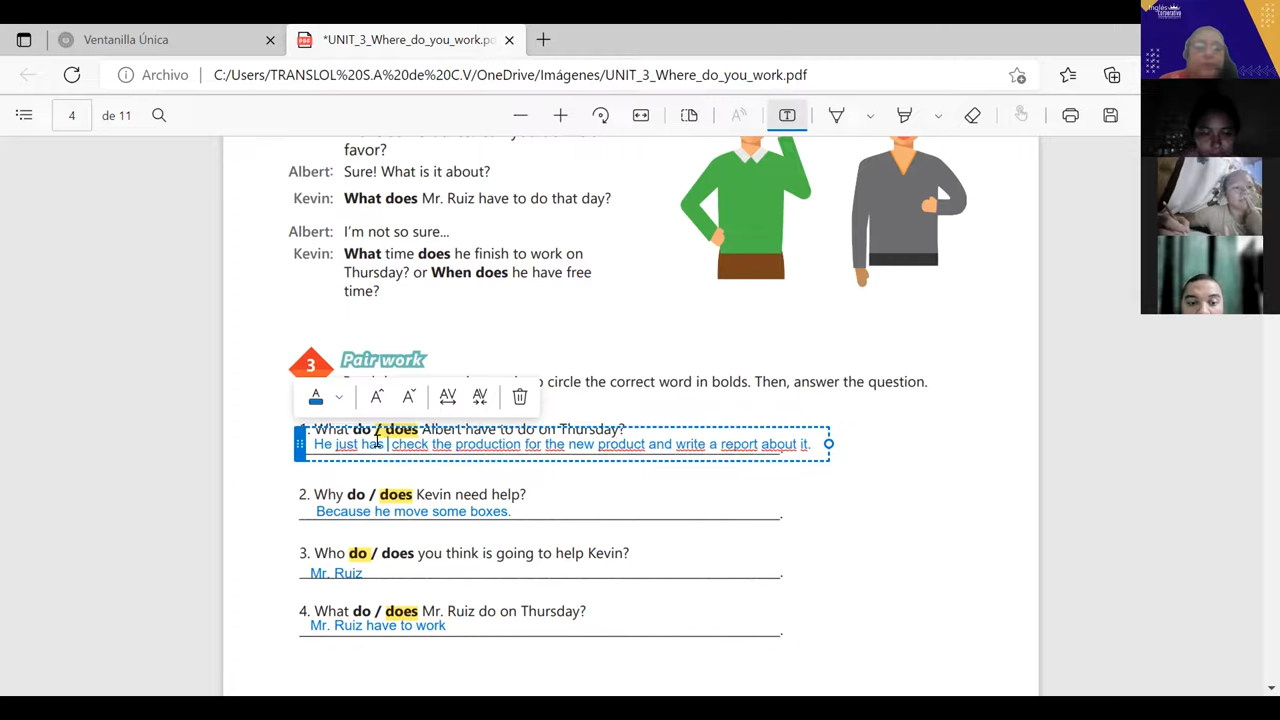 Ventanilla Única
*UNIT_3_Where_do_you_work.pd
Archivo
C:/Users/TRANSLOL%20S.A%20de%20C.V/OneDrive/Imágenes/UNIT_3_Where_do_you_work.pdf
4 de 11
favor?
Albert: Sure! What is it about?
Kevin: What does Mr. Ruiz have to do that day?
Albert: I'm not so sure...
Kevin: What time does he finish to work on
Thursday? or When does he have free
time?
3 Pair work
circle the correct word in bolds. Then, answer the question.
1. What do / does Albert have to do on Thursday?
He just has check the production for the new product and write a report about it.
2. Why do / does Kevin need help?
Because he move some boxes.
3. Who do / does you think is going to help Kevin?
Mr. Ruiz
4. What do / does Mr. Ruiz do on Thursday?
Mr. Ruiz have to work
Inglés
Corporativo